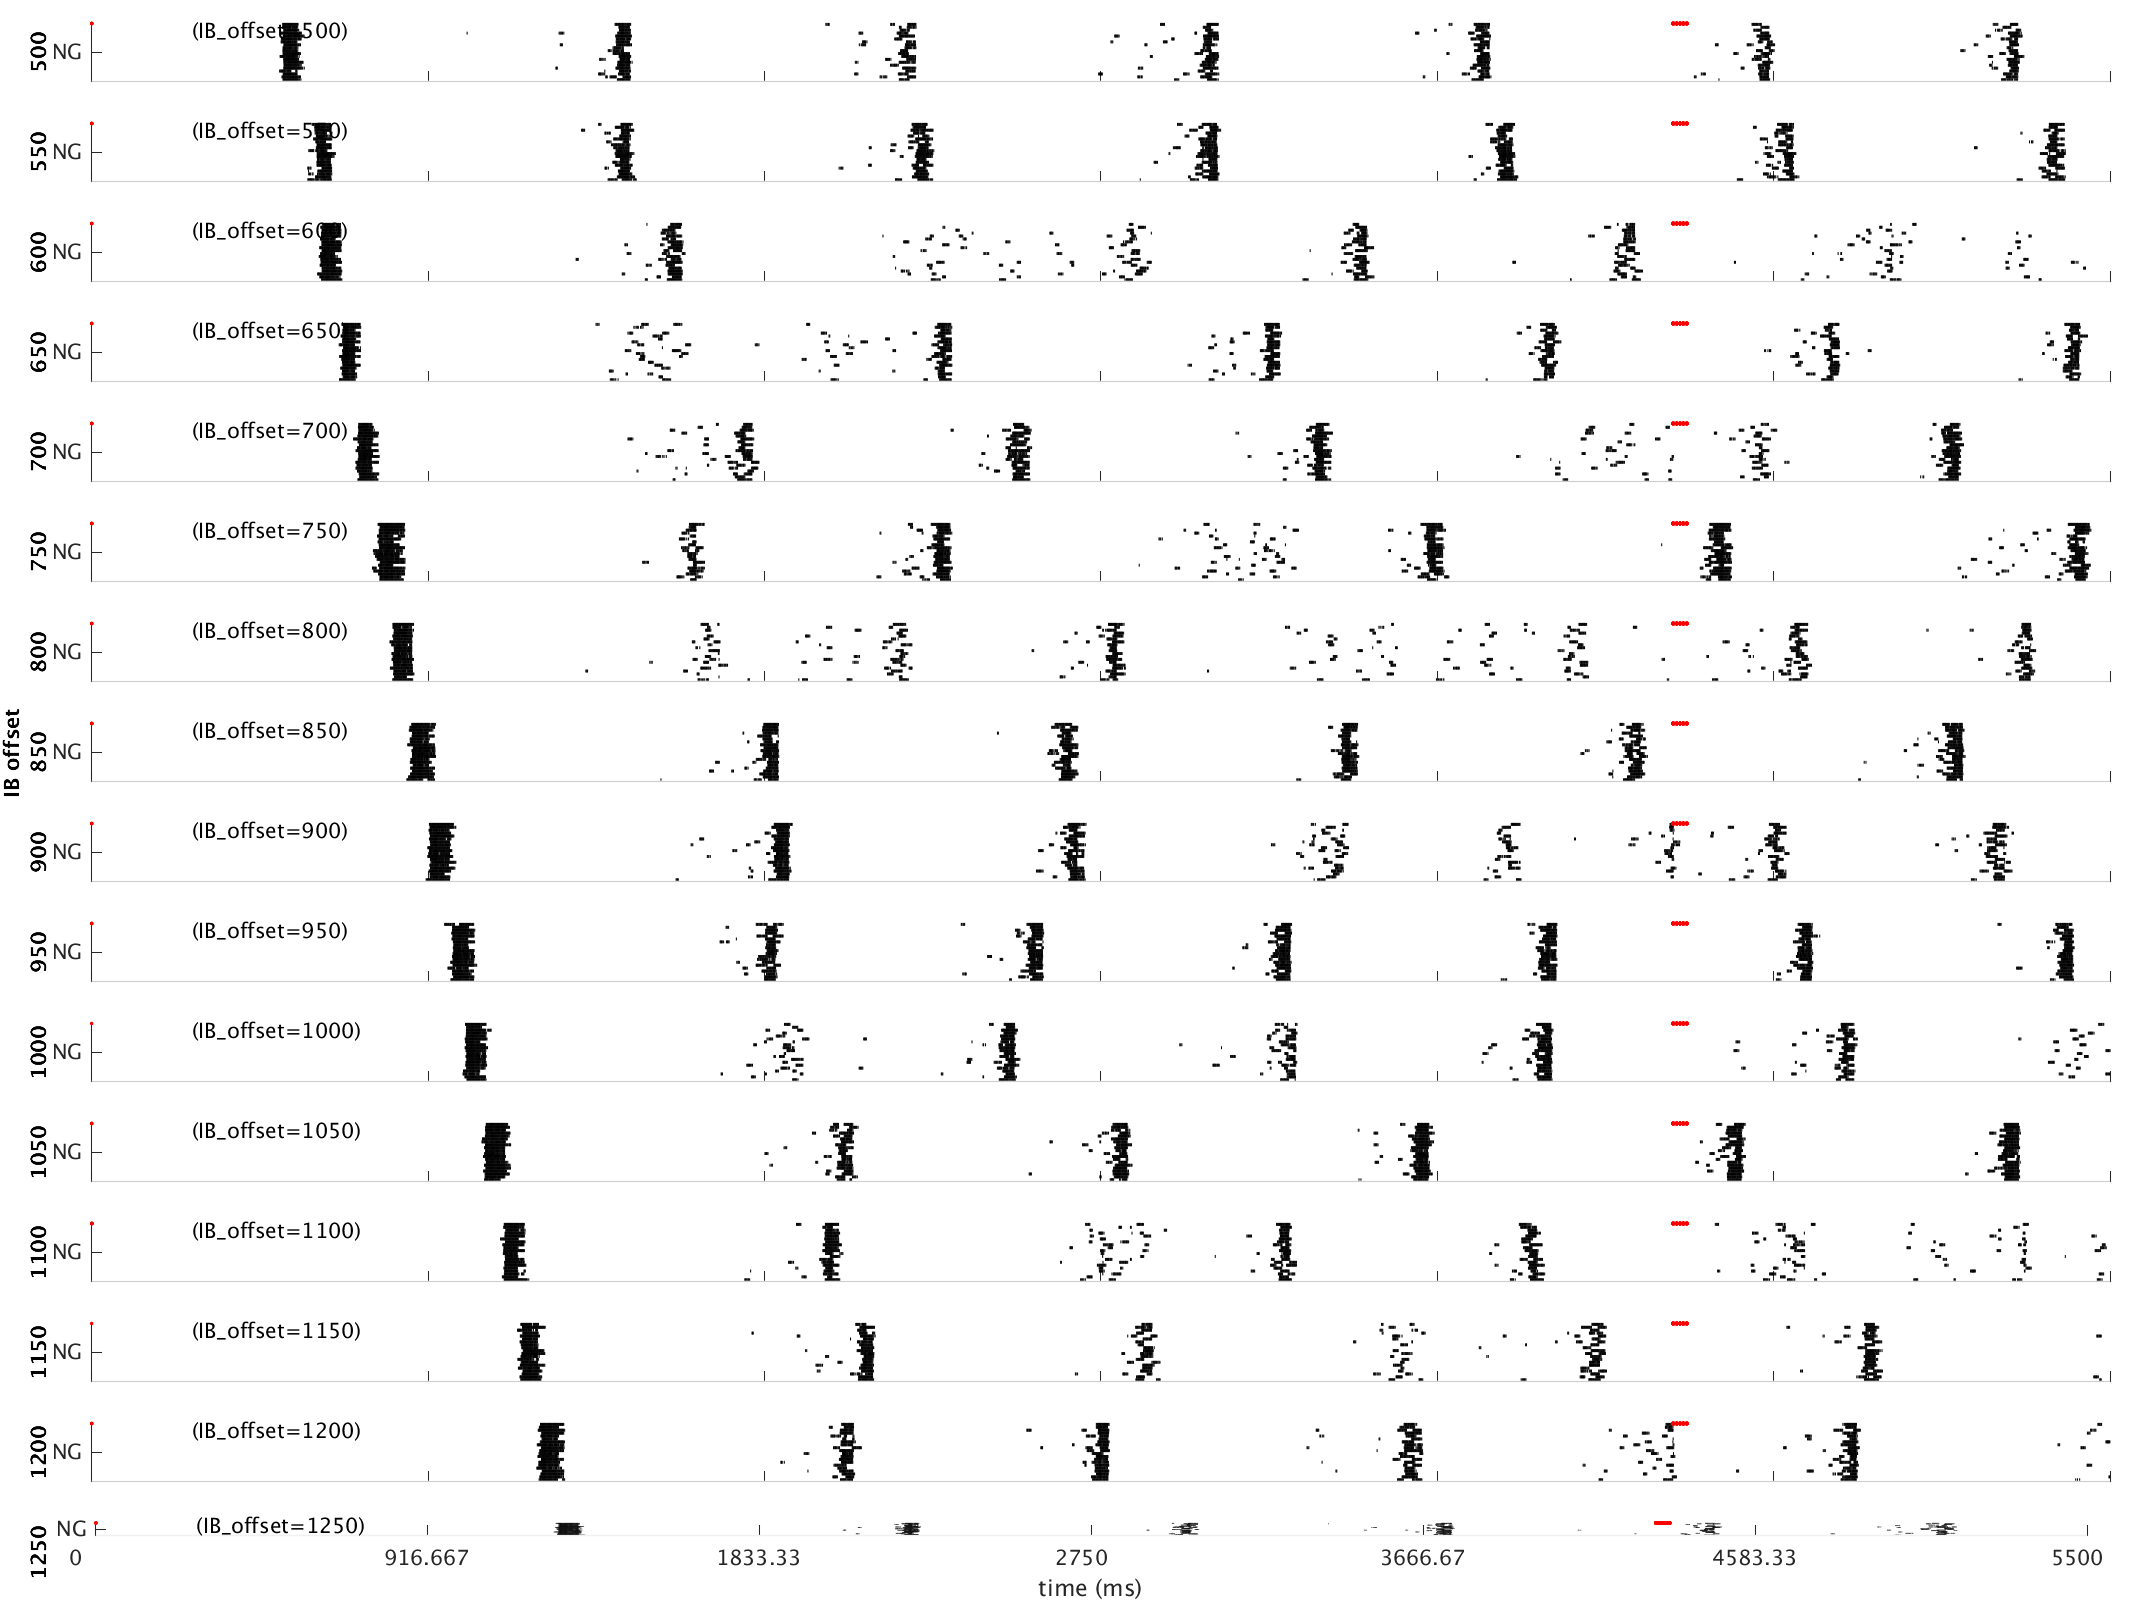 500 NG (IB_offset=500)
550 NG (IB_offset=550)
600 NG (IB_offset=600)
650 NG (IB_offset=650)
700 NG (IB_offset=700)
750 NG (IB_offset=750)
800 NG (IB_offset=800)
IB offset
850 NG (IB_offset=850)
900 NG (IB_offset=900)
950 NG (IB_offset=950)
1000 NG (IB_offset=1000)
1050 NG (IB_offset=1050)
1100 NG (IB_offset=1100)
1150 NG (IB_offset=1150)
1200 NG (IB_offset=1200)
1250 NG (IB_offset=1250)
0 916.667 1833.33 2750 3666.67 4583.33 5500
time (ms)